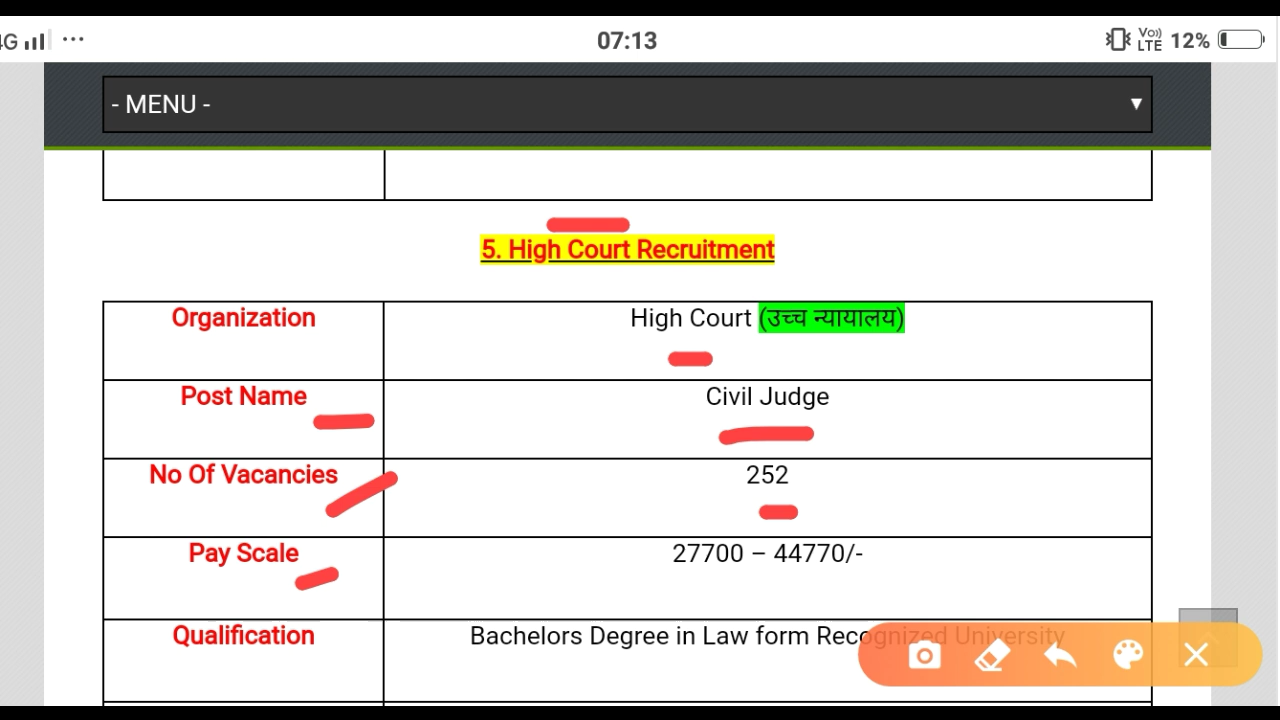 4G ... 07:13 Vo)) LTE 12%
- MENU -
5. High Court Recruitment
Organization High Court (उच्च न्यायालय)
Post Name Civil Judge
No Of Vacancies 252
Pay Scale 27700 – 44770/-
Qualification Bachelors Degree in Law form Recognized University